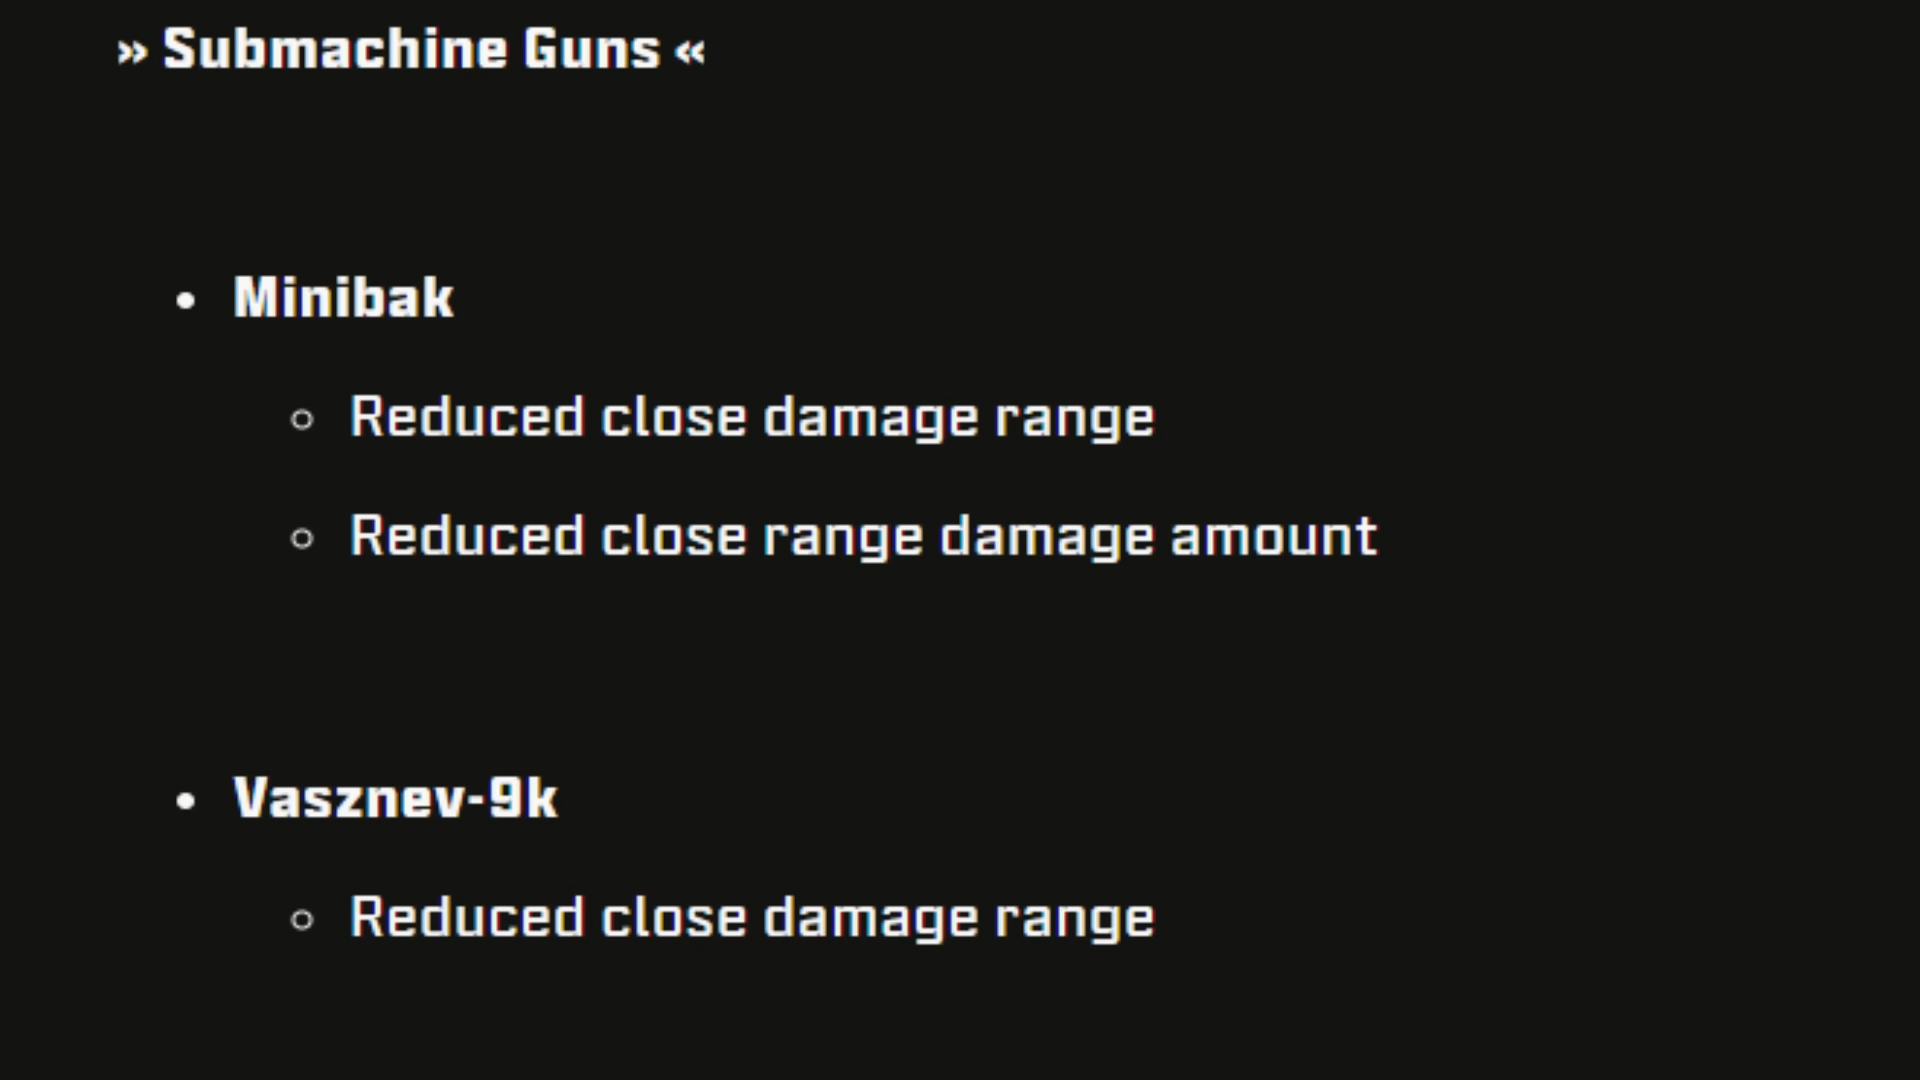 » Submachine Guns «
• Minibak
○ Reduced close damage range
○ Reduced close range damage amount
• Vasznev-9k
○ Reduced close damage range